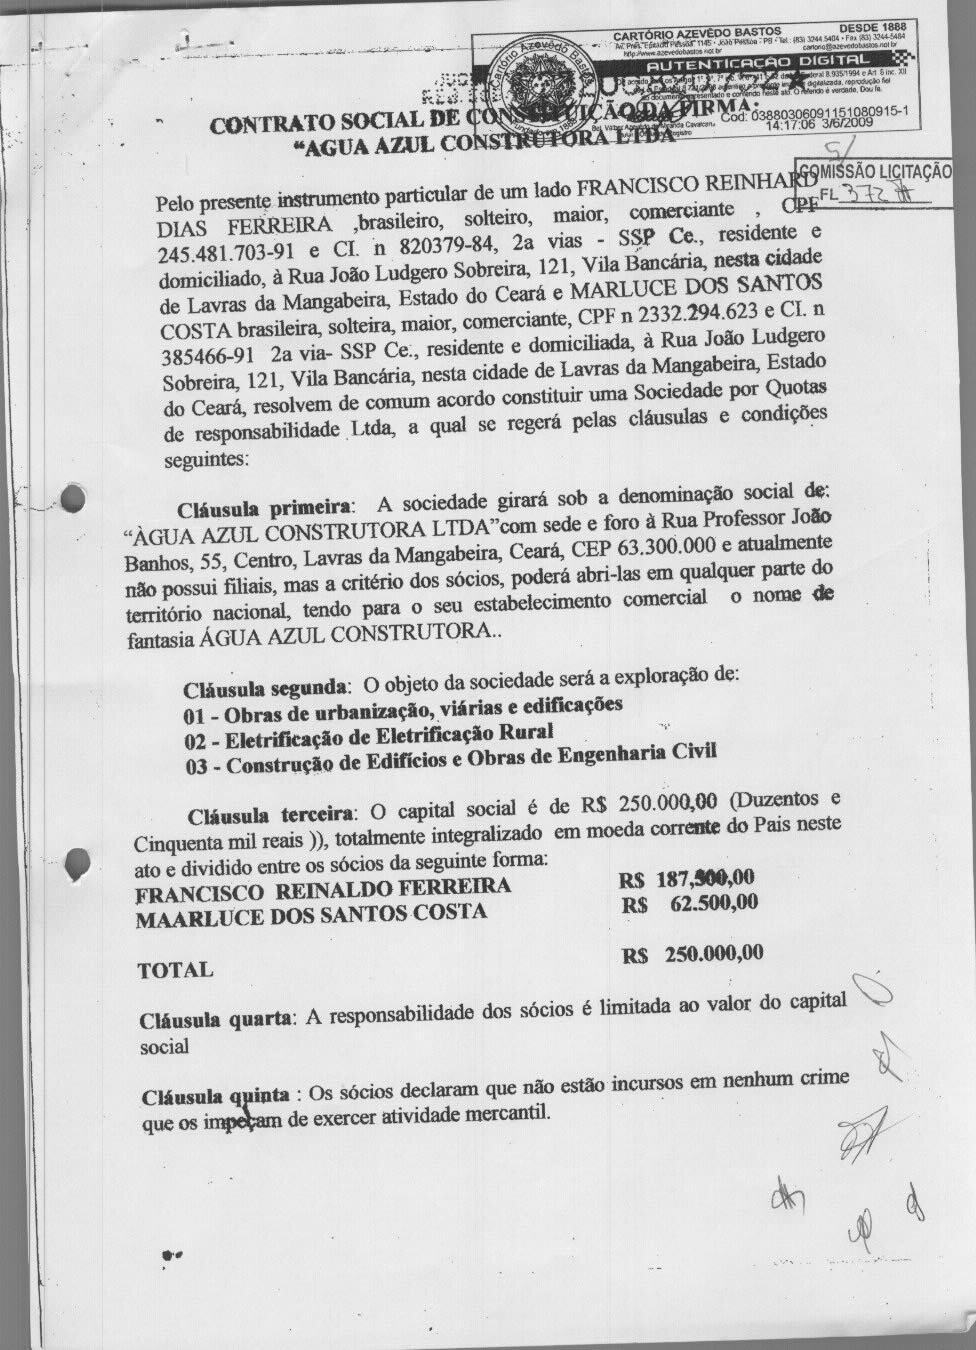 CARTÓRIO AZEVÊDO BASTOS DESDE 1888
Av. Pres. Epitácio Pessoa 1145 - João Pessoa - PB - Tel.: (83) 3244.5404 - Fax (83) 3244-5484
http://www.azevedobastos.not.br cartorio@azevedobastos.not.br
AUTENTICAÇÃO DIGITAL
Cod: 03880306091151080915-1
14:17:06 3/6/2009
CONTRATO SOCIAL DE CONSTITUIÇÃO DA FIRMA:
“AGUA AZUL CONSTRUTORA LTDA
COMISSÃO LICITAÇÃO
FL 372
Pelo presente instrumento particular de um lado FRANCISCO REINHARD
DIAS FERREIRA ,brasileiro, solteiro, maior, comerciante , CPF
245.481.703-91 e CI. n 820379-84, 2a vias - SSP Ce., residente e
domiciliado, à Rua João Ludgero Sobreira, 121, Vila Bancária, nesta cidade
de Lavras da Mangabeira, Estado do Ceará e MARLUCE DOS SANTOS
COSTA brasileira, solteira, maior, comerciante, CPF n 2332.294.623 e CI. n
385466-91 2a via- SSP Ce., residente e domiciliada, à Rua João Ludgero
Sobreira, 121, Vila Bancária, nesta cidade de Lavras da Mangabeira, Estado
do Ceará, resolvem de comum acordo constituir uma Sociedade por Quotas
de responsabilidade Ltda, a qual se regerá pelas cláusulas e condições
seguintes:
Cláusula primeira: A sociedade girará sob a denominação social de:
“ÀGUA AZUL CONSTRUTORA LTDA”com sede e foro à Rua Professor João
Banhos, 55, Centro, Lavras da Mangabeira, Ceará, CEP 63.300.000 e atualmente
não possui filiais, mas a critério dos sócios, poderá abri-las em qualquer parte do
território nacional, tendo para o seu estabelecimento comercial o nome de
fantasia ÁGUA AZUL CONSTRUTORA..
Cláusula segunda: O objeto da sociedade será a exploração de:
01 - Obras de urbanização, viárias e edificações
02 - Eletrificação de Eletrificação Rural
03 - Construção de Edifícios e Obras de Engenharia Civil
Cláusula terceira: O capital social é de R$ 250.000,00 (Duzentos e
Cinquenta mil reais )), totalmente integralizado em moeda corrente do Pais neste
ato e dividido entre os sócios da seguinte forma:
FRANCISCO REINALDO FERREIRA R$ 187,500,00
MAARLUCE DOS SANTOS COSTA R$ 62.500,00
TOTAL R$ 250.000,00
Cláusula quarta: A responsabilidade dos sócios é limitada ao valor do capital
social
Cláusula quinta : Os sócios declaram que não estão incursos em nenhum crime
que os impeçam de exercer atividade mercantil.